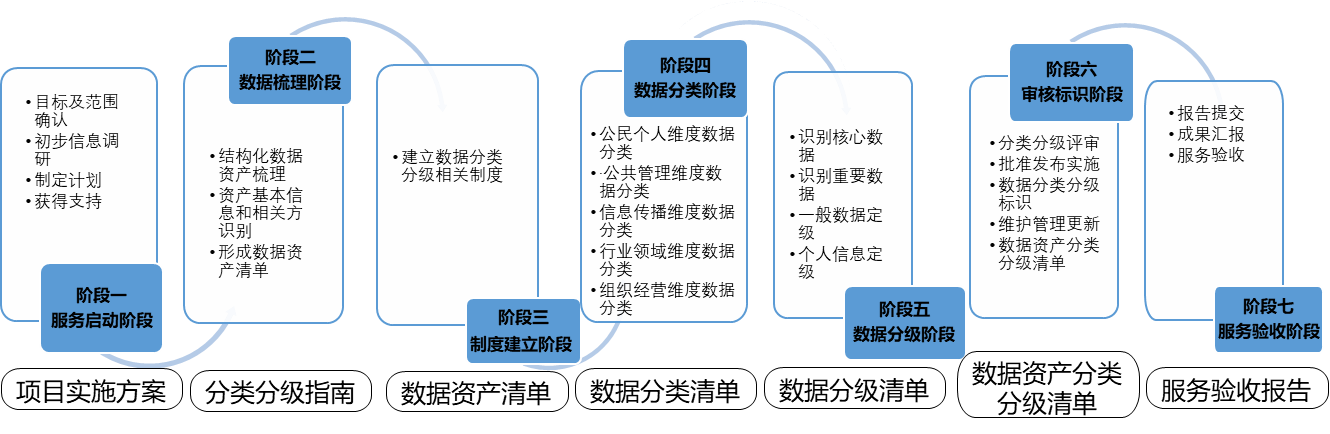 • 目标及范围
确认
• 初步信息调
研
• 制定计划
• 获得支持
阶段一
服务启动阶段
项目实施方案
阶段二
数据梳理阶段
• 结构化数据
资产梳理
• 资产基本信
息和相关方
识别
• 形成数据资
产清单
分类分级指南
• 建立数据分类
分级相关制度
阶段三
制度建立阶段
数据资产清单
阶段四
数据分类阶段
• 公民个人维度数据
分类
• ·公共管理维度数
据分类
• 信息传播维度数据
分类
• 行业领域维度数据
分类
• 组织经营维度数据
分类
数据分类清单
• 识别核心数
据
• 识别重要数
据
• 一般数据定
级
• 个人信息定
级
阶段五
数据分级阶段
数据分级清单
阶段六
审核标识阶段
• 分类分级评审
• 批准发布实施
• 数据分类分级
标识
• 维护管理更新
• 数据资产分类
分级清单
数据资产分类
分级清单
• 报告提交
• 成果汇报
• 服务验收
阶段七
服务验收阶段
服务验收报告